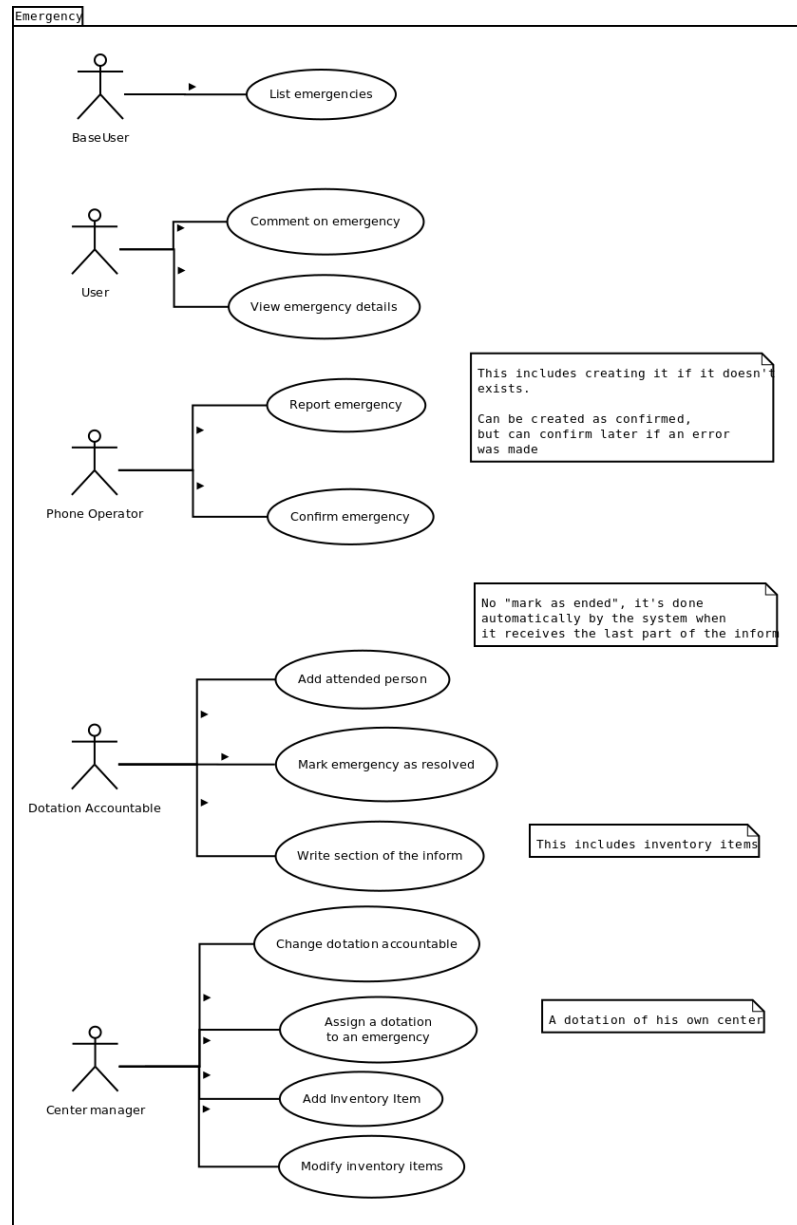 Emergency
List emergencies
BaseUser
Comment on emergency
User
View emergency details
This includes creating it if it doesn't
exists.
Can be created as confirmed,
but can confirm later if an error
was made
Report emergency
Phone Operator
Confirm emergency
No "mark as ended", it's done
automatically by the system when
it receives the last part of the inform
Add attended person
Mark emergency as resolved
Dotation Accountable
This includes inventory items
Write section of the inform
Change dotation accountable
A dotation of his own center
Assign a dotation
to an emergency
Center manager
Add Inventory Item
Modify inventory items